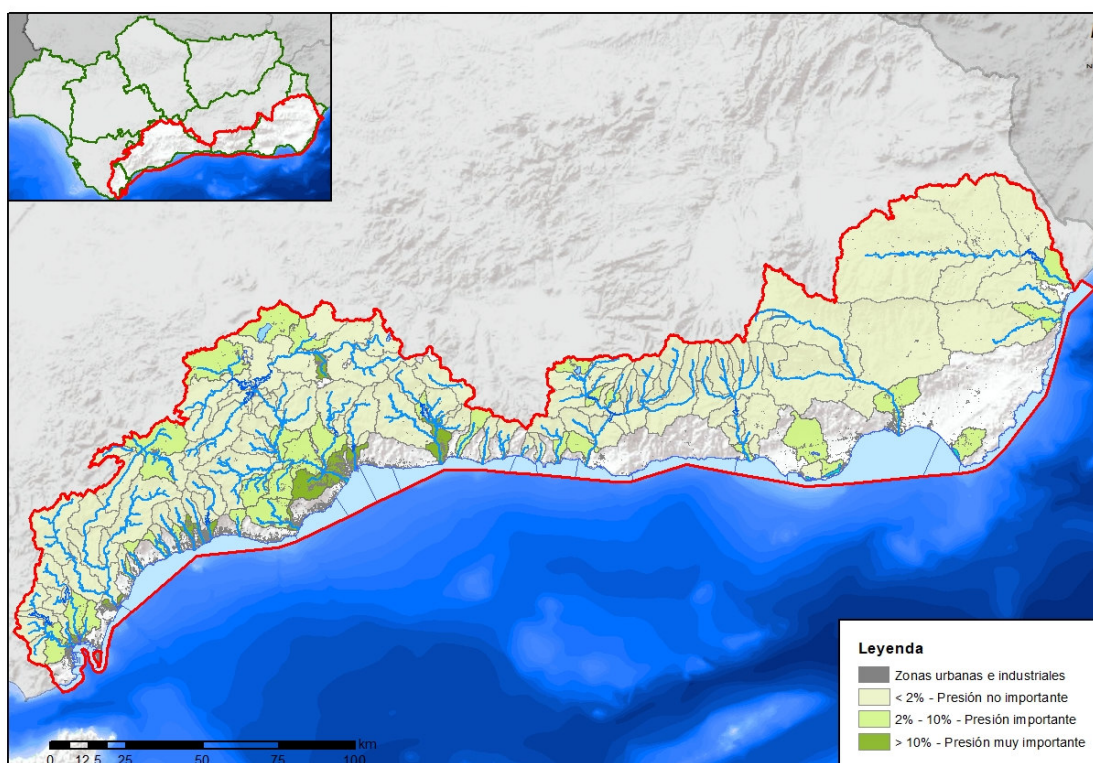 N
Leyenda
Zonas urbanas e industriales
< 2% - Presión no importante
2% - 10% - Presión importante
> 10% - Presión muy importante
km
0 12,5 25 50 100